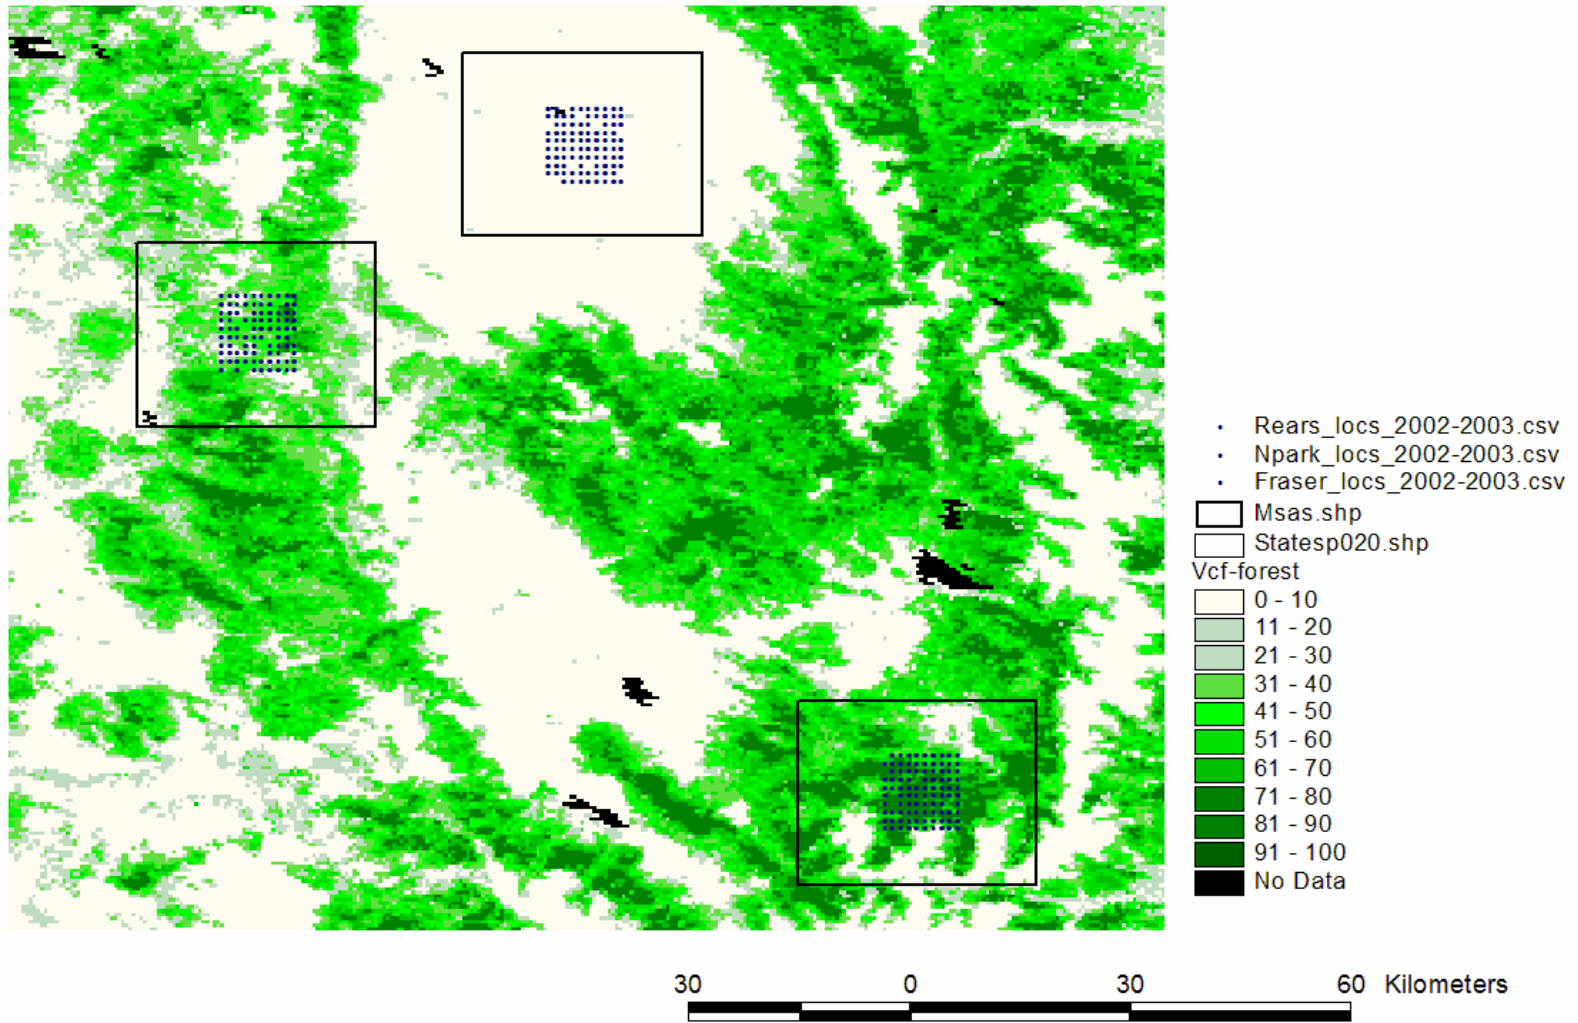 Rears_locs_2002-2003.csv
Npark_locs_2002-2003.csv
Fraser_locs_2002-2003.csv
Msas.shp
Statesp020.shp
Vcf-forest
0 - 10
11 - 20
21 - 30
31 - 40
41 - 50
51 - 60
61 - 70
71 - 80
81 - 90
91 - 100
No Data
30 0 30 60 Kilometers